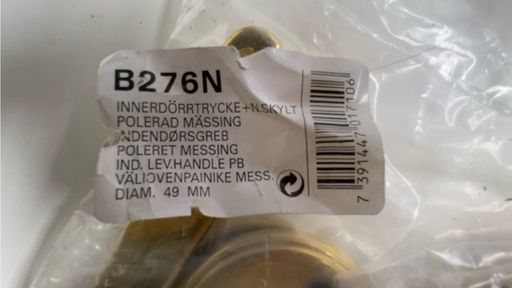 B276N
INNERDÖRRTRYCKE+N.SKYLT
POLERAD MÄSSING
INDENDØRSGREB
POLERET MESSING
IND. LEV.HANDLE PB
VÄLIOVENPAINIKE MESS.
DIAM. 49 MM
7 391447 017106